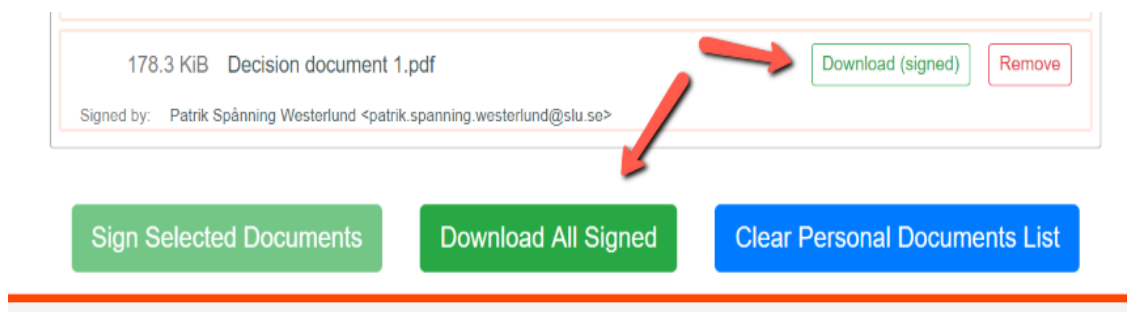 178.3 KiB Decision document 1.pdf Download (signed) Remove
Signed by: Patrik Spånning Westerlund <patrik.spanning.westerlund@slu.se>
Sign Selected Documents Download All Signed Clear Personal Documents List